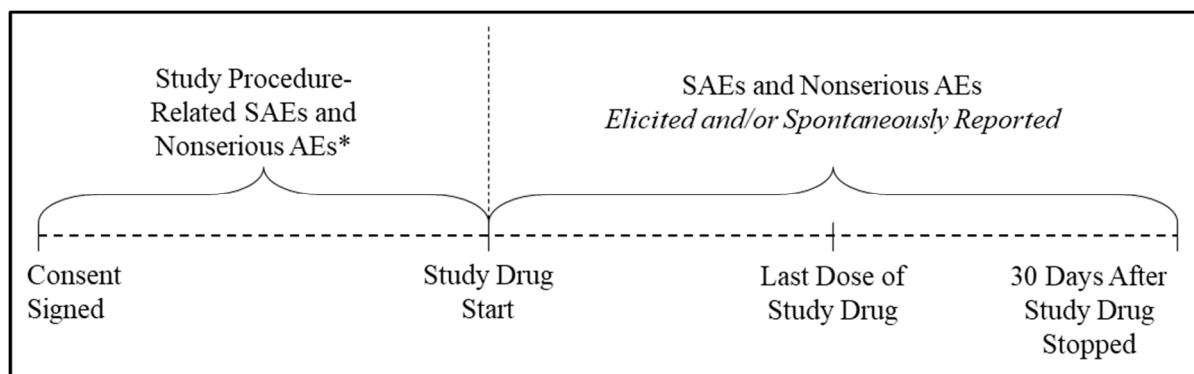 Study Procedure-
Related SAEs and
Nonserious AEs*
SAEs and Nonserious AEs
Elicited and/or Spontaneously Reported
Consent
Signed
Study Drug
Start
Last Dose of
Study Drug
30 Days After
Study Drug
Stopped